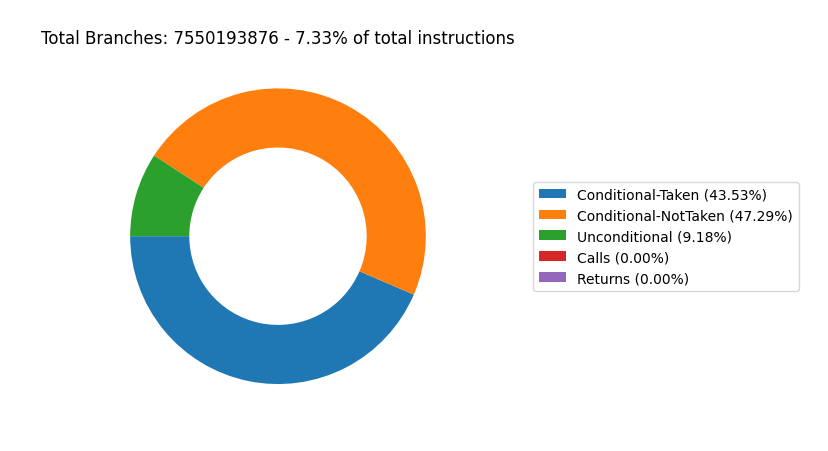 Total Branches: 7550193876 - 7.33% of total instructions
Conditional-Taken (43.53%)
Conditional-NotTaken (47.29%)
Unconditional (9.18%)
Calls (0.00%)
Returns (0.00%)